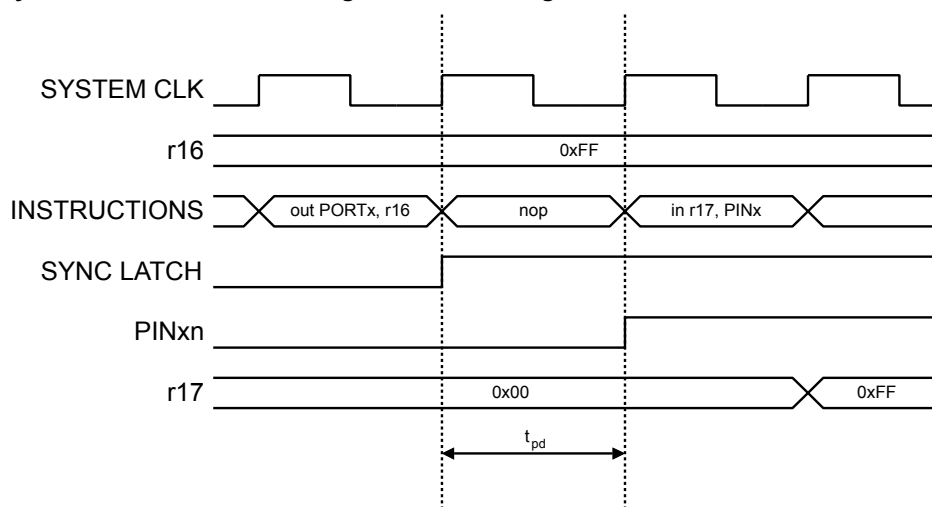 SYSTEM CLK
r16
0xFF
INSTRUCTIONS
out PORTx, r16
nop
in r17, PINx
SYNC LATCH
PINxn
r17
0x00
0xFF
tpd